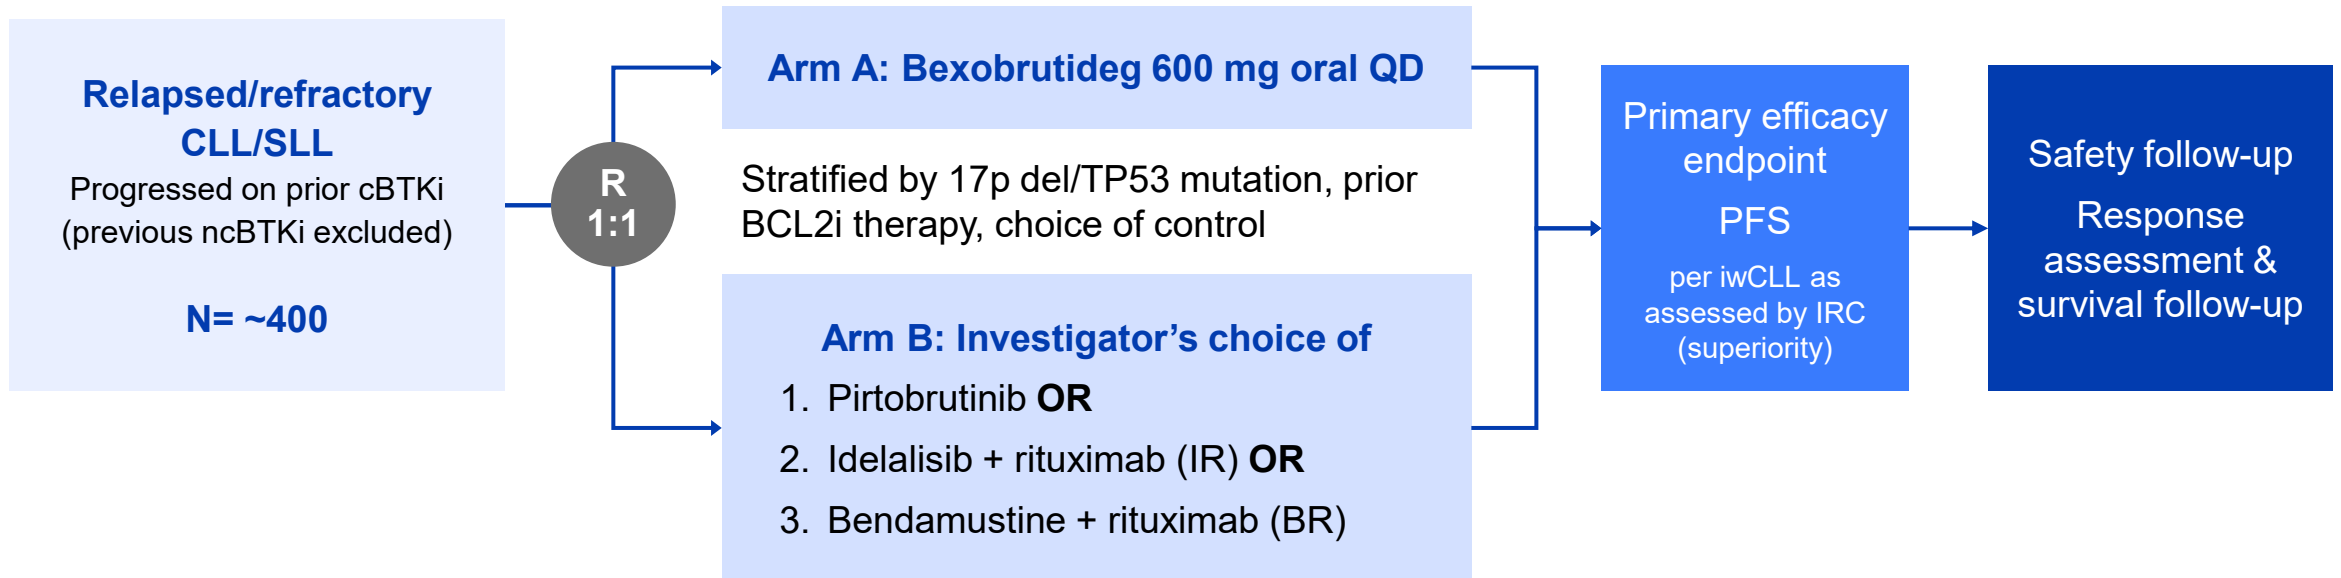 Relapsed/refractory
CLL/SLL
Progressed on prior cBTKi
(previous ncBTKi excluded)
N= ~400
R
1:1
Arm A: Bexobrutideg 600 mg oral QD
Stratified by 17p del/TP53 mutation, prior
BCL2i therapy, choice of control
Arm B: Investigator’s choice of
1. Pirtobrutinib OR
2. Idelalisib + rituximab (IR) OR
3. Bendamustine + rituximab (BR)
Primary efficacy
endpoint
PFS
per iwCLL as
assessed by IRC
(superiority)
Safety follow-up
Response
assessment &
survival follow-up